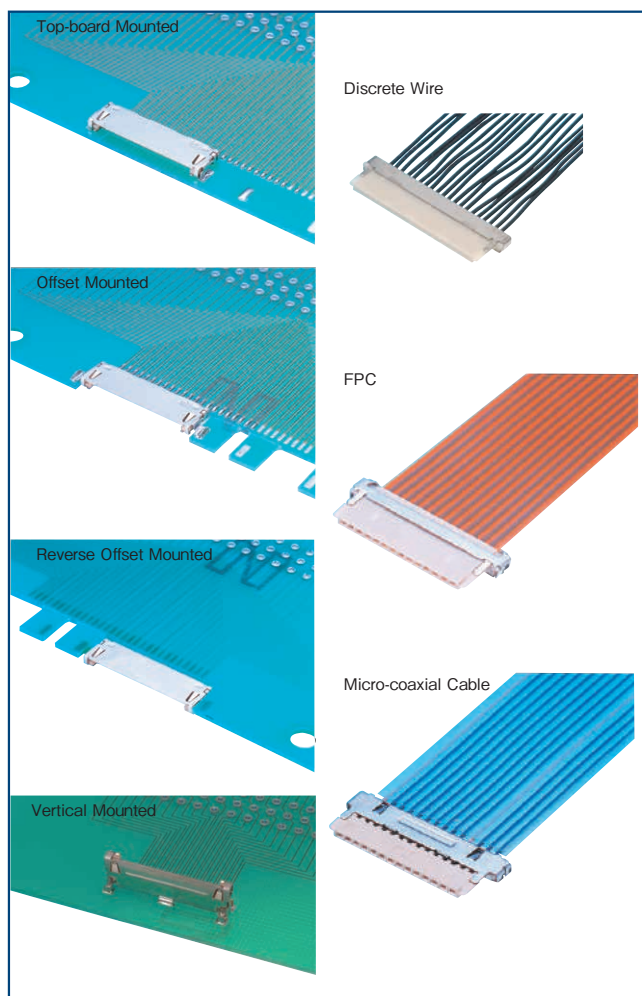 Top-board Mounted
Discrete Wire
Offset Mounted
FPC
Reverse Offset Mounted
Micro-coaxial Cable
Vertical Mounted